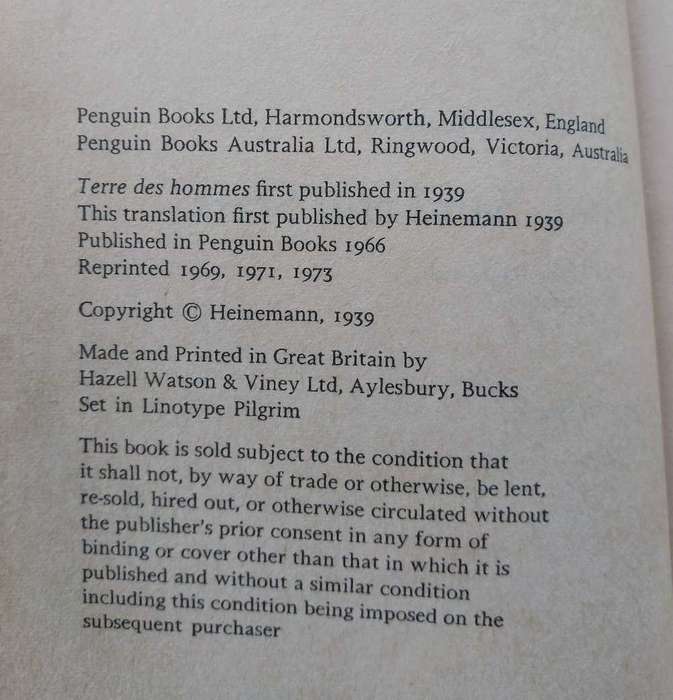 Penguin Books Ltd, Harmondsworth, Middlesex, England
Penguin Books Australia Ltd, Ringwood, Victoria, Australia
Terre des hommes first published in 1939
This translation first published by Heinemann 1939
Published in Penguin Books 1966
Reprinted 1969, 1971, 1973
Copyright © Heinemann, 1939
Made and Printed in Great Britain by
Hazell Watson & Viney Ltd, Aylesbury, Bucks
Set in Linotype Pilgrim
This book is sold subject to the condition that
it shall not, by way of trade or otherwise, be lent,
re-sold, hired out, or otherwise circulated without
the publisher's prior consent in any form of
binding or cover other than that in which it is
published and without a similar condition
including this condition being imposed on the
subsequent purchaser